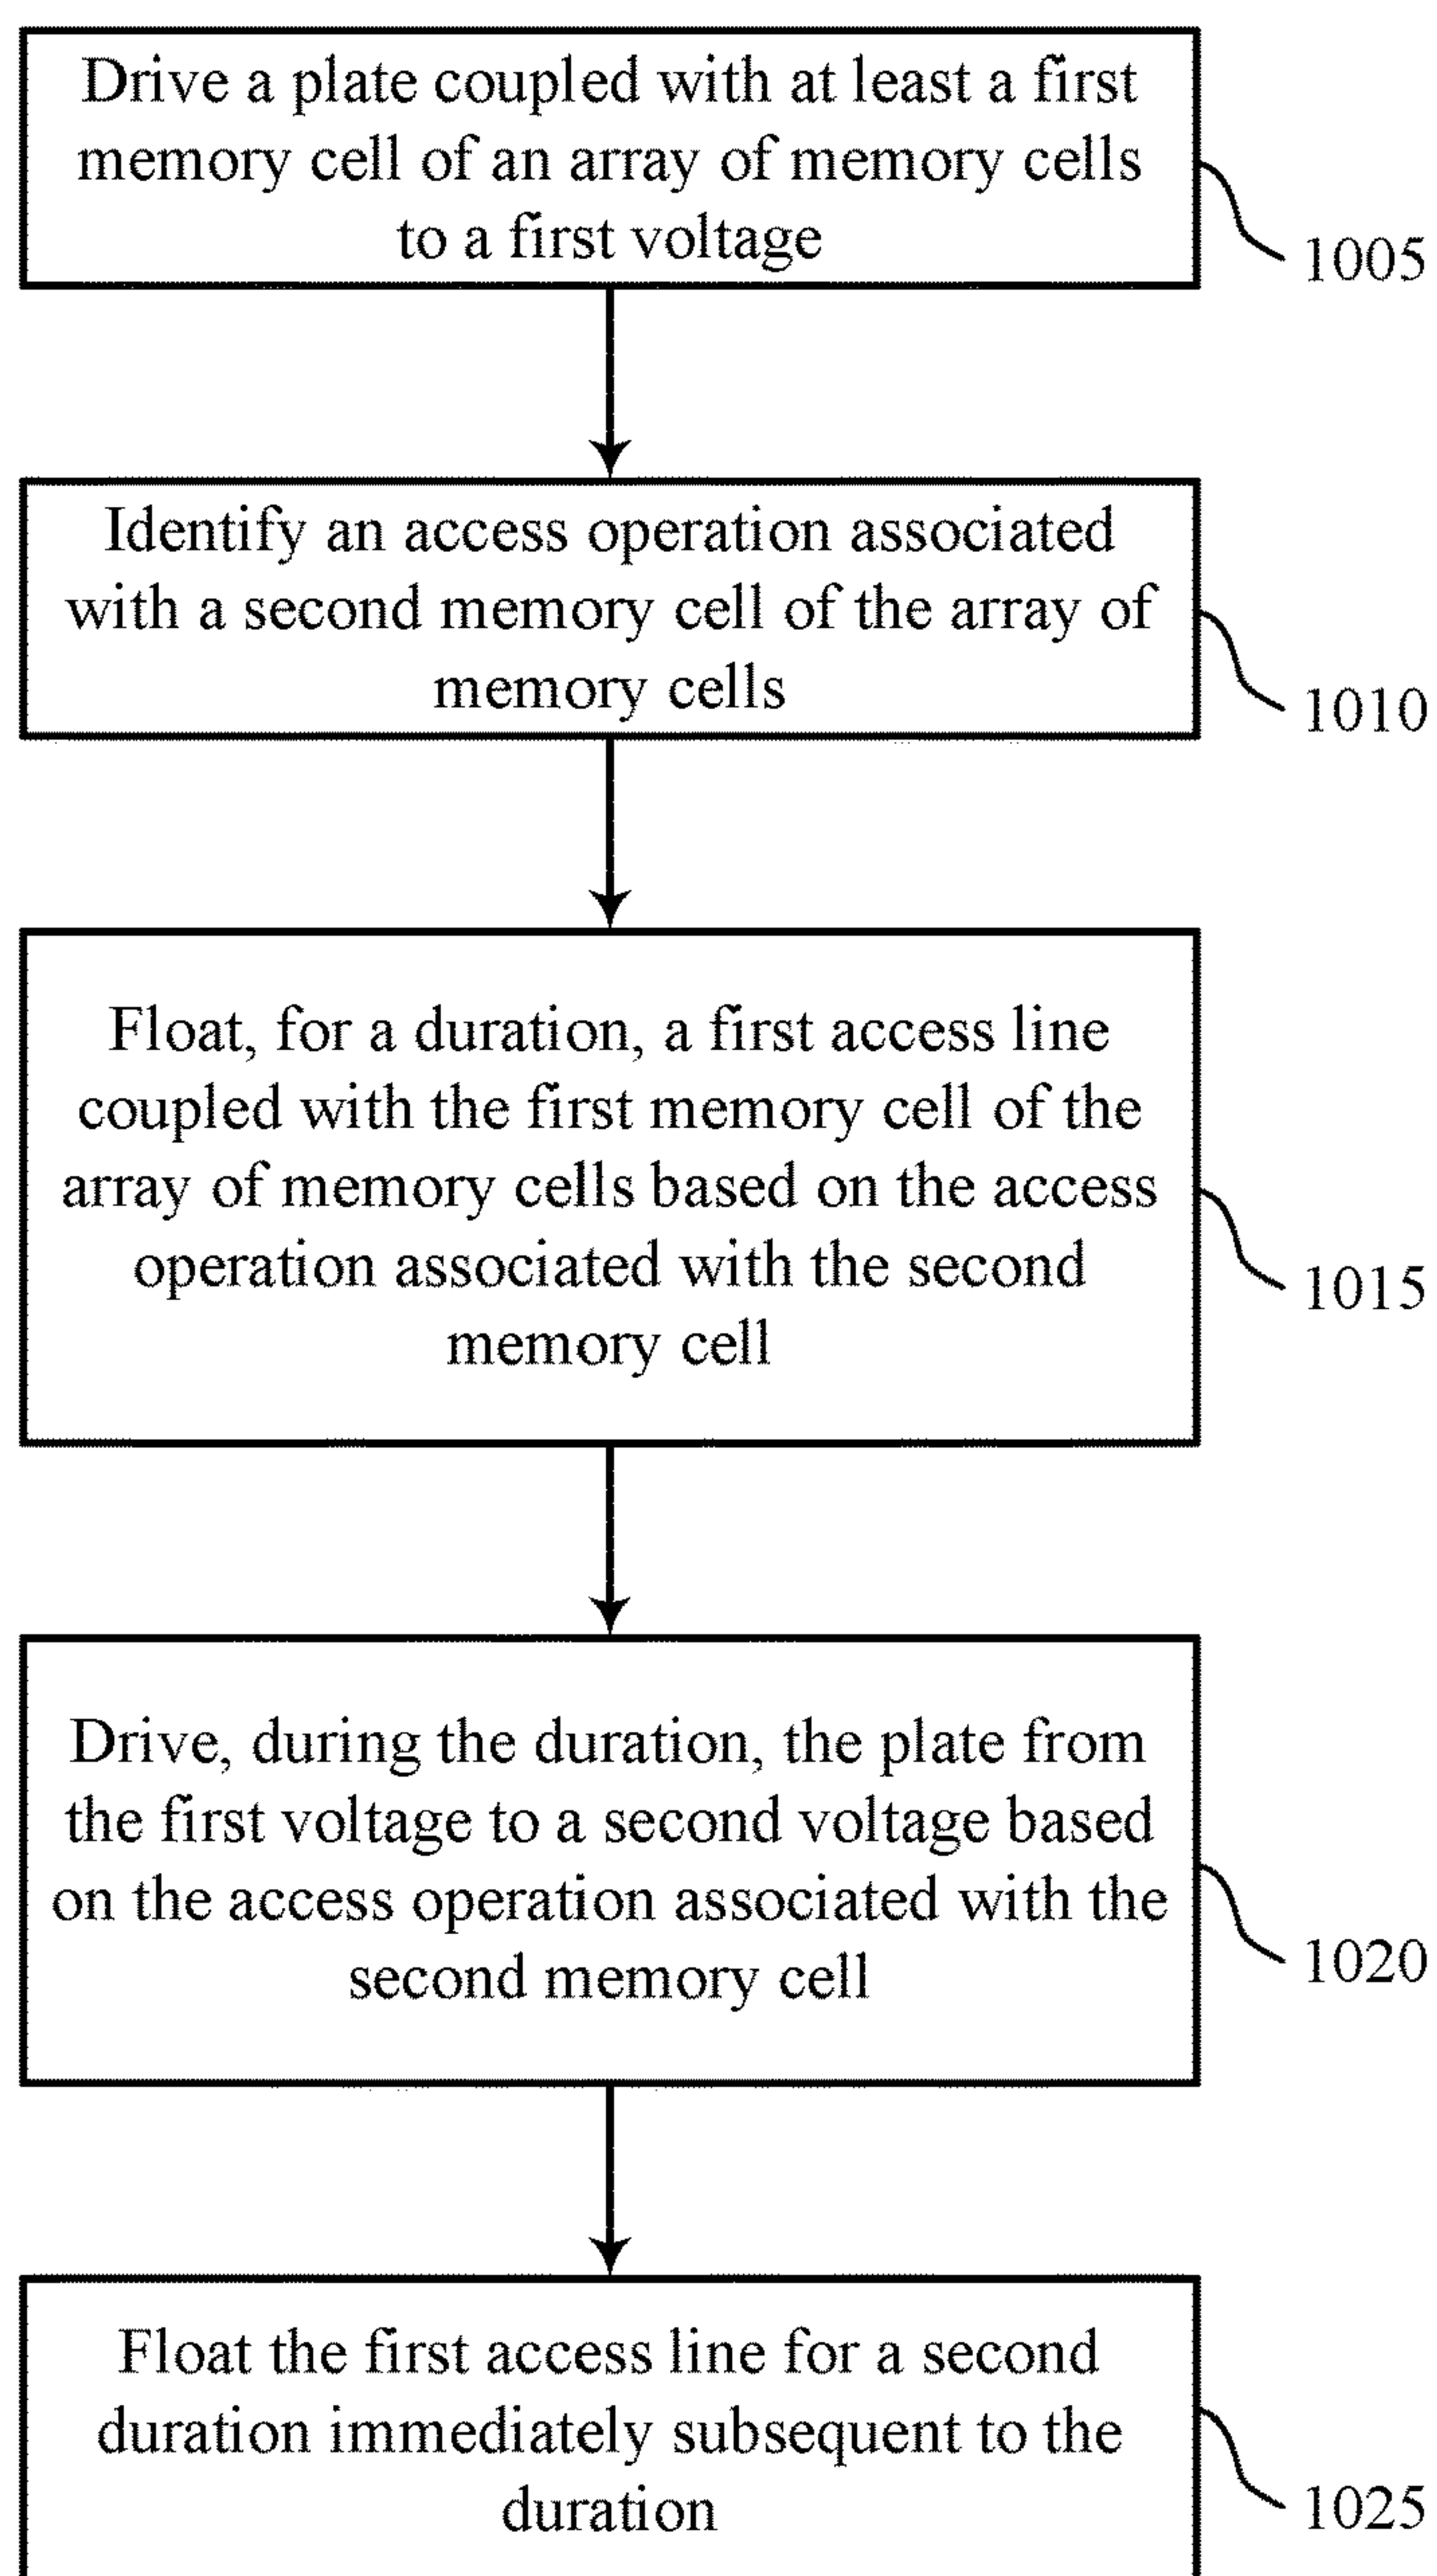 Drive a plate coupled with at least a first
memory cell of an array of memory cells
to a first voltage
1005
Identify an access operation associated
with a second memory cell of the array of
memory cells
1010
Float, for a duration, a first access line
coupled with the first memory cell of the
array of memory cells based on the access
operation associated with the second
memory cell
1015
Drive, during the duration, the plate from
the first voltage to a second voltage based
on the access operation associated with the
second memory cell
1020
Float the first access line for a second
duration immediately subsequent to the
duration
1025